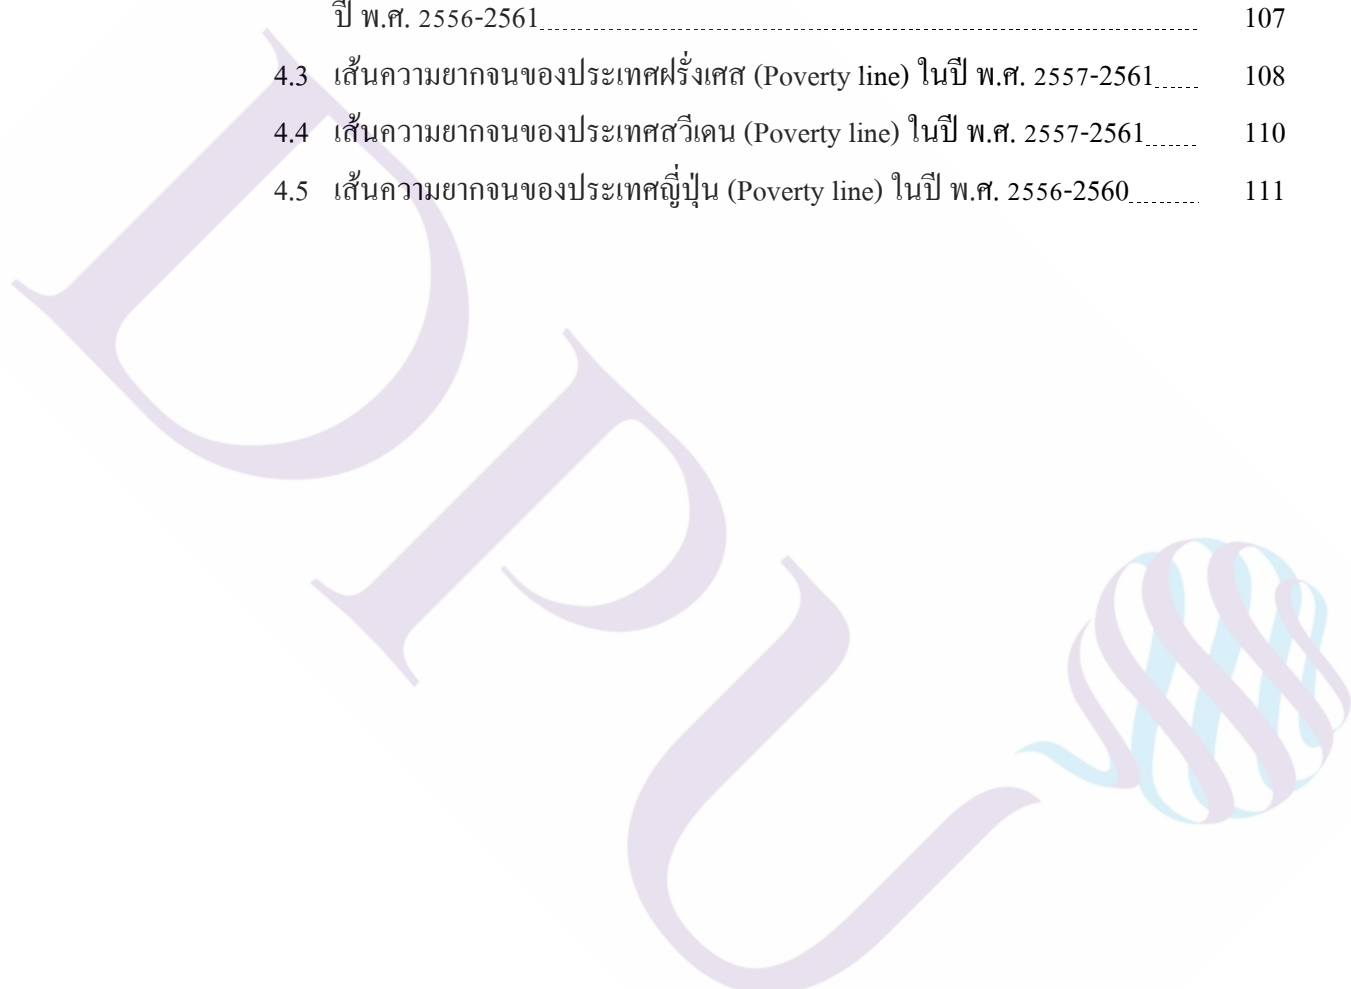 ปี พ.ศ. 2556-2561 107
4.3 เส้นความยากจนของประเทศฝรั่งเศส (Poverty line) ในปี พ.ศ. 2557-2561 108
4.4 เส้นความยากจนของประเทศสวีเดน (Poverty line) ในปี พ.ศ. 2557-2561 110
4.5 เส้นความยากจนของประเทศญี่ปุ่น (Poverty line) ในปี พ.ศ. 2556-2560 111
DPU